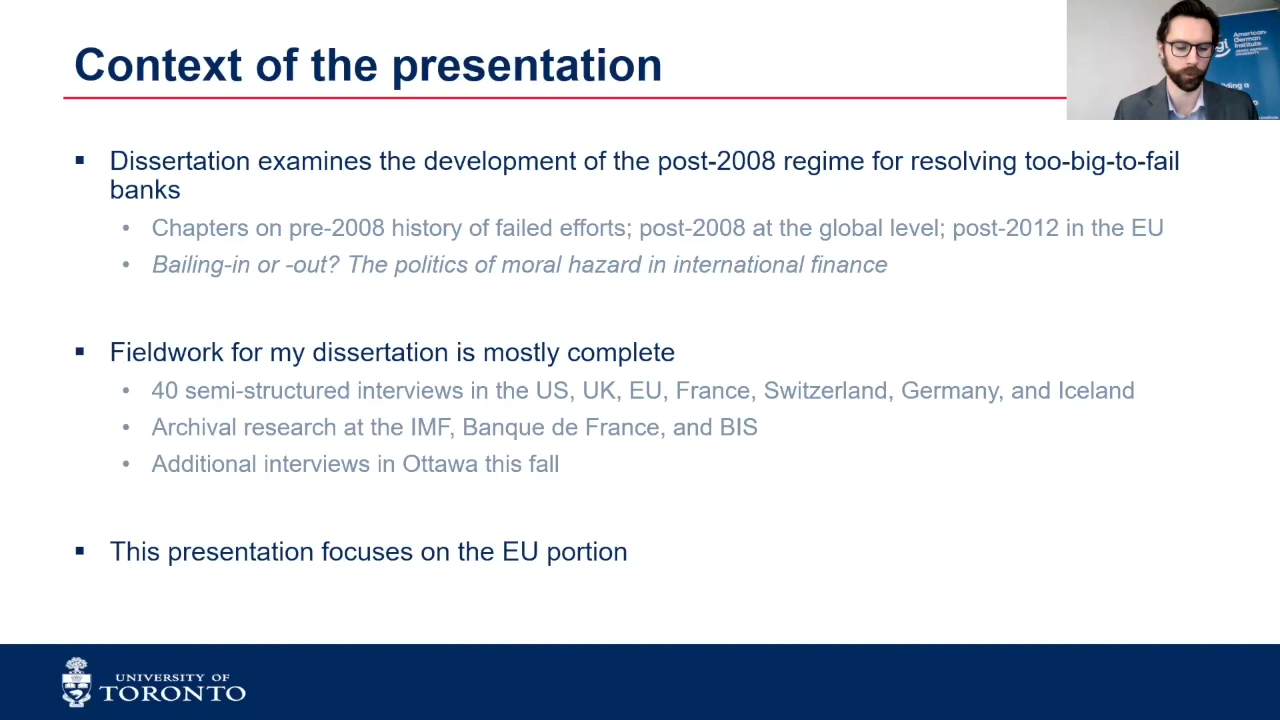 Context of the presentation
American-
German
Institute
Dissertation examines the development of the post-2008 regime for resolving too-big-to-fail
banks
Chapters on pre-2008 history of failed efforts; post-2008 at the global level; post-2012 in the EU
Bailing-in or -out? The politics of moral hazard in international finance
Fieldwork for my dissertation is mostly complete
40 semi-structured interviews in the US, UK, EU, France, Switzerland, Germany, and Iceland
Archival research at the IMF, Banque de France, and BIS
Additional interviews in Ottawa this fall
This presentation focuses on the EU portion
UNIVERSITY OF
TORONTO